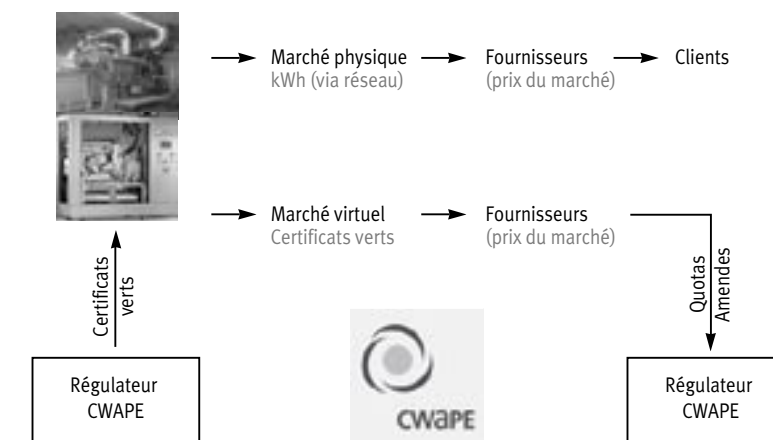 Marché physique
kWh (via réseau)
Fournisseurs
(prix du marché)
Clients
Marché virtuel
Certificats verts
Fournisseurs
(prix du marché)
Certificats
verts
Quotas
Amendes
Régulateur
CWAPE
CWaPE
Régulateur
CWAPE